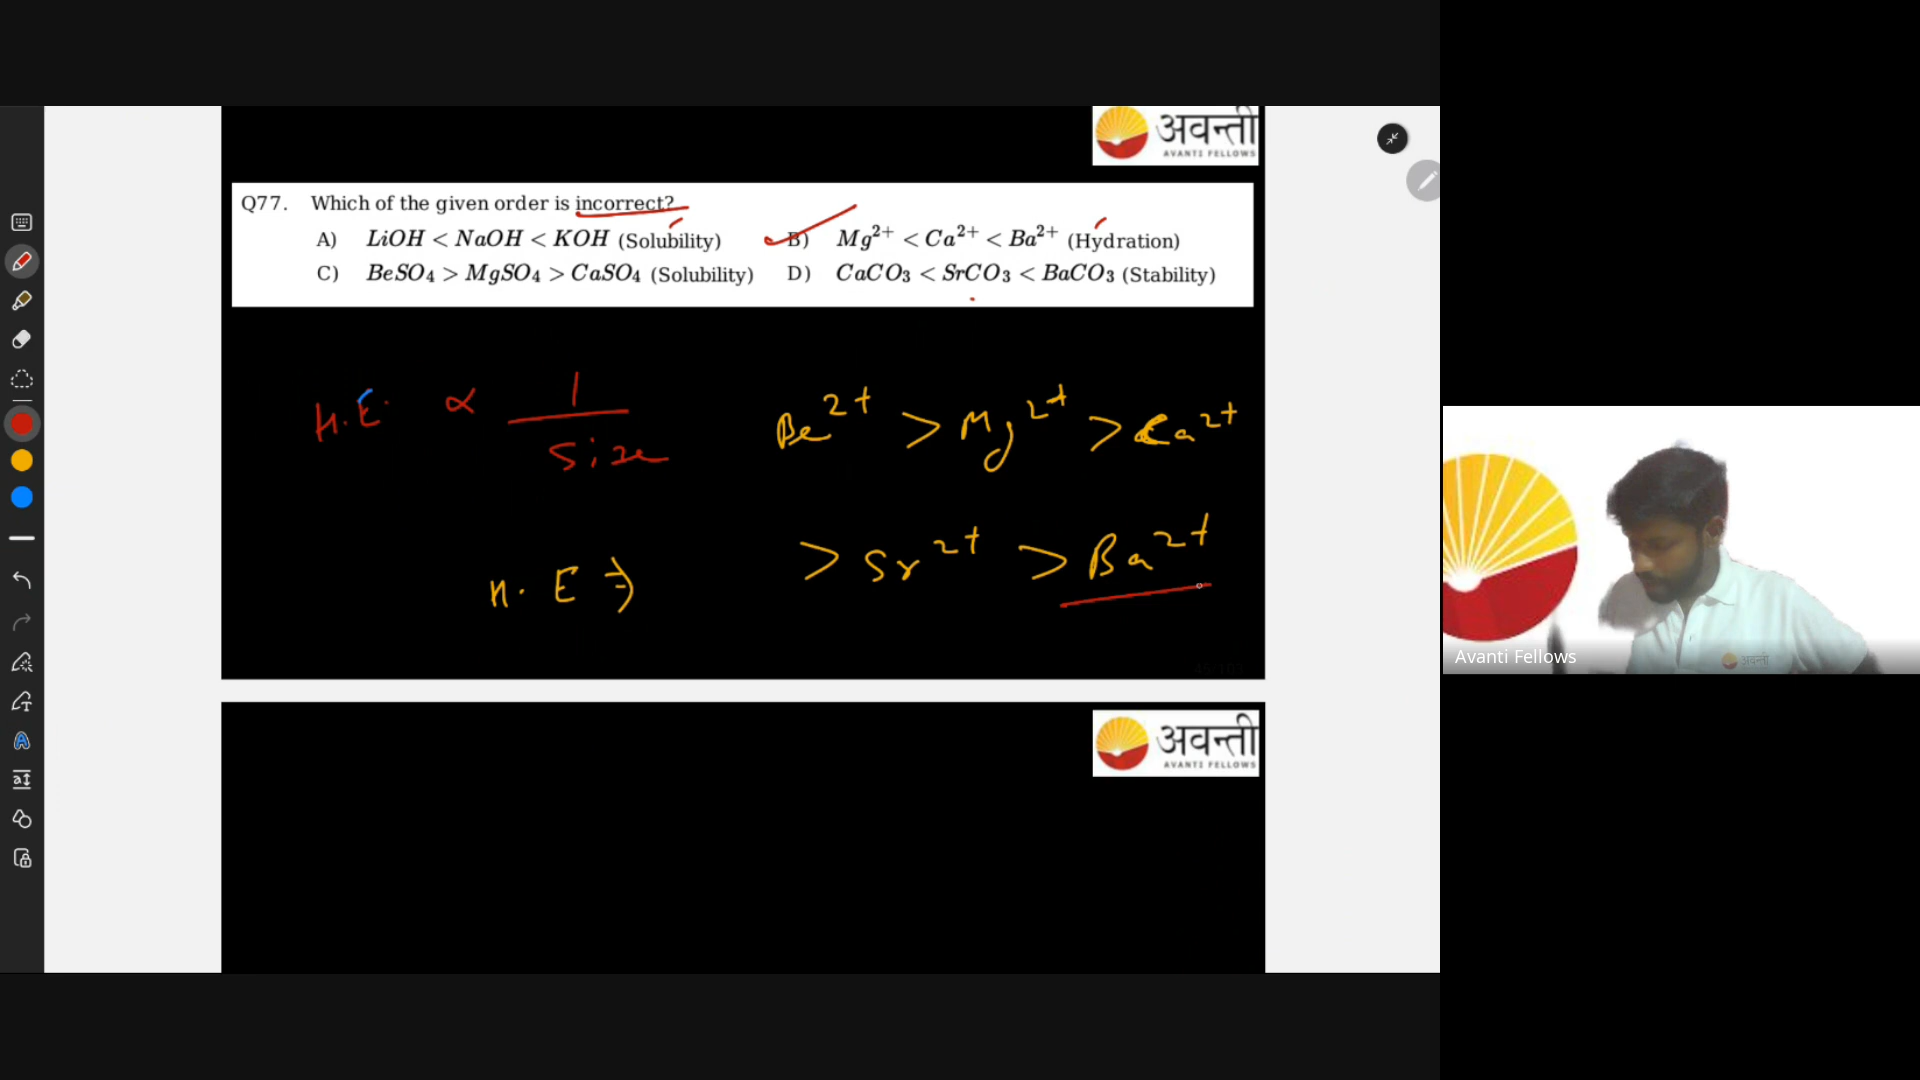 अवन्ती
AVANTI FELLOWS
Q77. Which of the given order is incorrect?
A) LiOH < NaOH < KOH (Solubility) B) Mg²⁺ < Ca²⁺ < Ba²⁺ (Hydration)
C) BeSO₄ > MgSO₄ > CaSO₄ (Solubility) D) CaCO₃ < SrCO₃ < BaCO₃ (Stability)
H.E. ∝ 1/Size
Be²⁺ > Mg²⁺ > Ca²⁺
> Sr²⁺ > Ba²⁺
H. E ⇒
Avanti Fellows
अवन्ती
AVANTI FELLOWS